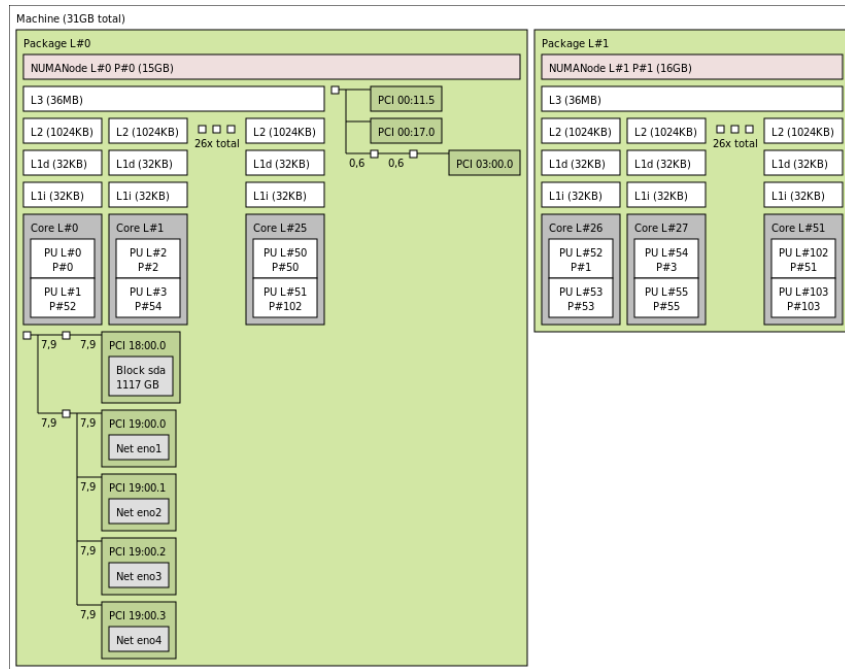 Machine (31GB total)
Package L#0
NUMANode L#0 P#0 (15GB)
L3 (36MB)
L2 (1024KB)
L2 (1024KB)
26x total
L2 (1024KB)
L1d (32KB)
L1d (32KB)
L1d (32KB)
L1i (32KB)
L1i (32KB)
L1i (32KB)
Core L#0
PU L#0
P#0
PU L#1
P#52
Core L#1
PU L#2
P#2
PU L#3
P#54
Core L#25
PU L#50
P#50
PU L#51
P#102
PCI 00:11.5
PCI 00:17.0
0,6
0,6
PCI 03:00.0
7,9
7,9
PCI 18:00.0
Block sda
1117 GB
7,9
7,9
PCI 19:00.0
Net eno1
7,9
PCI 19:00.1
Net eno2
7,9
PCI 19:00.2
Net eno3
7,9
PCI 19:00.3
Net eno4
Package L#1
NUMANode L#1 P#1 (16GB)
L3 (36MB)
L2 (1024KB)
L2 (1024KB)
26x total
L2 (1024KB)
L1d (32KB)
L1d (32KB)
L1d (32KB)
L1i (32KB)
L1i (32KB)
L1i (32KB)
Core L#26
PU L#52
P#1
PU L#53
P#53
Core L#27
PU L#54
P#3
PU L#55
P#55
Core L#51
PU L#102
P#51
PU L#103
P#103